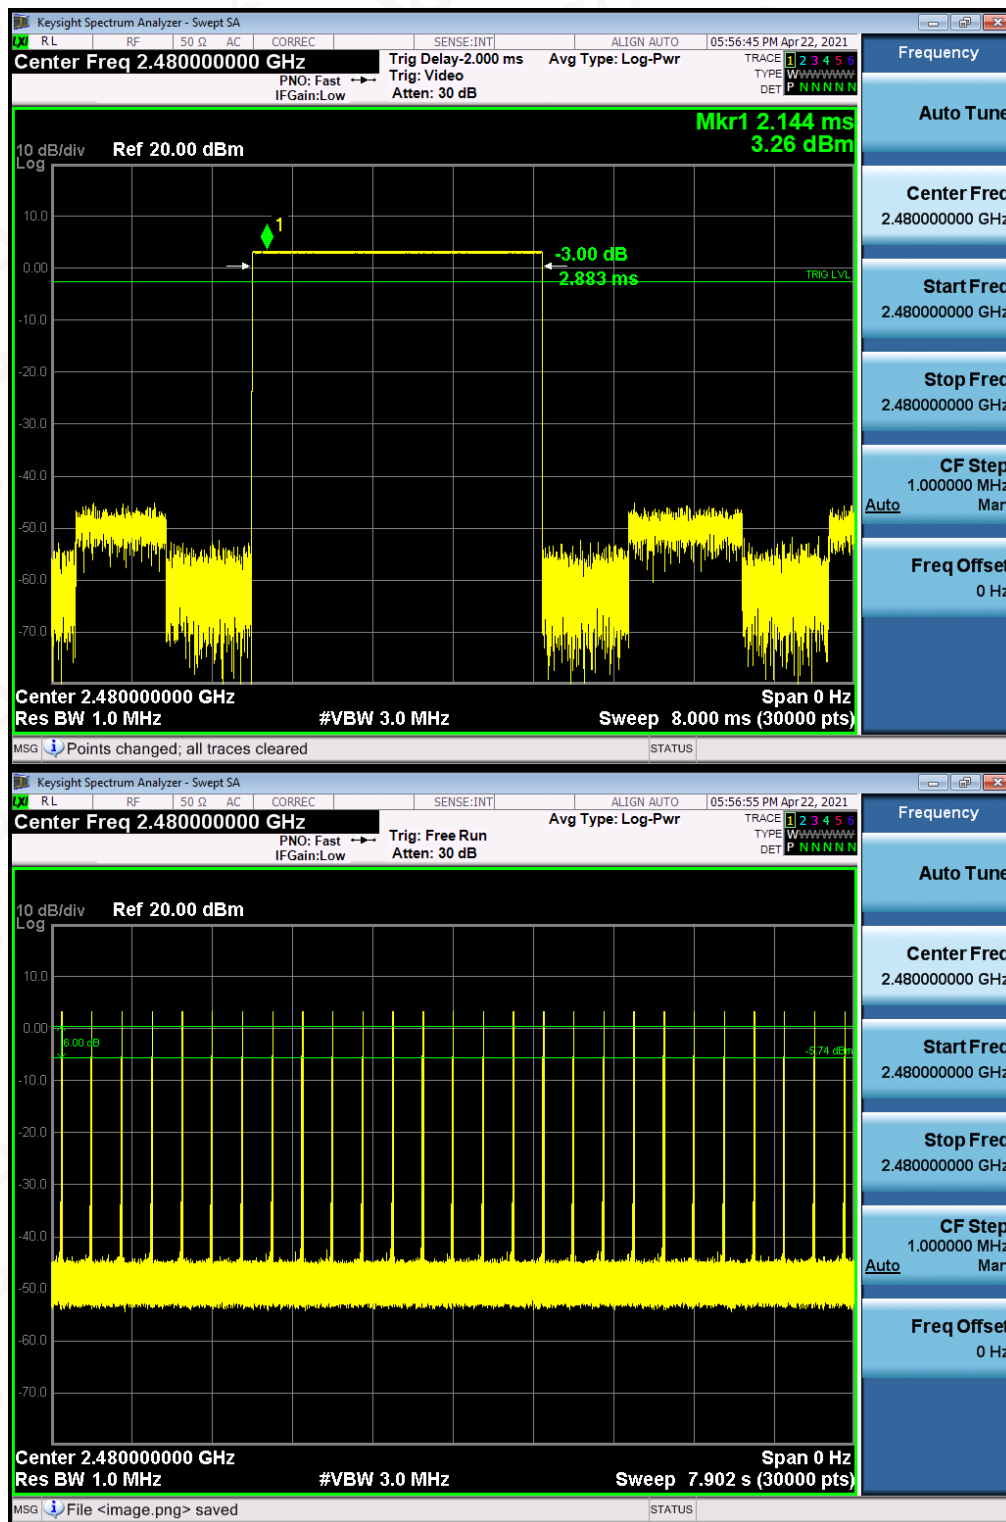 Keysight Spectrum Analyzer - Swept SA
LXI RL RF 50 Ω AC CORREC SENSE:INT ALIGN AUTO 05:56:45 PM Apr 22, 2021
Center Freq 2.480000000 GHz
PNO: Fast
IFGain:Low
Trig Delay-2.000 ms
Trig: Video
Atten: 30 dB
Avg Type: Log-Pwr
TRACE 1 2 3 4 5 6
TYPE WWWWWW
DET P N N N N N
Mkr1 2.144 ms
3.26 dBm
10 dB/div Ref 20.00 dBm
Log
10.0
1
-3.00 dB
0.00
2.883 ms
TRIG LVL
-10.0
-20.0
-30.0
-40.0
-50.0
-60.0
-70.0
Center 2.480000000 GHz Span 0 Hz
Res BW 1.0 MHz #VBW 3.0 MHz Sweep 8.000 ms (30000 pts)
MSG Points changed; all traces cleared STATUS
Frequency
Auto Tune
Center Freq
2.480000000 GHz
Start Freq
2.480000000 GHz
Stop Freq
2.480000000 GHz
CF Step
1.000000 MHz
Auto Man
Freq Offset
0 Hz
Keysight Spectrum Analyzer - Swept SA
LXI RL RF 50 Ω AC CORREC SENSE:INT ALIGN AUTO 05:56:55 PM Apr 22, 2021
Center Freq 2.480000000 GHz
PNO: Fast
IFGain:Low
Trig: Free Run
Atten: 30 dB
Avg Type: Log-Pwr
TRACE 1 2 3 4 5 6
TYPE WWWWWW
DET P N N N N N
10 dB/div Ref 20.00 dBm
Log
10.0
0.00
6.00 dB
-5.74 dBm
-10.0
-20.0
-30.0
-40.0
-50.0
-60.0
-70.0
Center 2.480000000 GHz Span 0 Hz
Res BW 1.0 MHz #VBW 3.0 MHz Sweep 7.902 s (30000 pts)
MSG File <image.png> saved STATUS
Frequency
Auto Tune
Center Freq
2.480000000 GHz
Start Freq
2.480000000 GHz
Stop Freq
2.480000000 GHz
CF Step
1.000000 MHz
Auto Man
Freq Offset
0 Hz